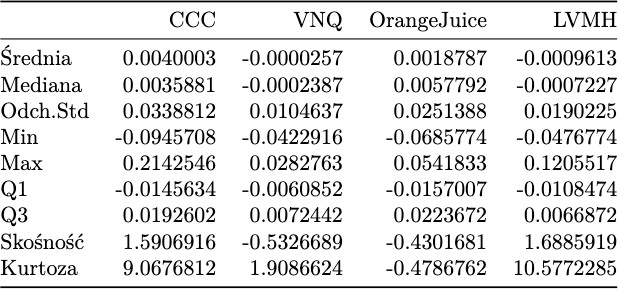 CCC VNQ OrangeJuice LVMH
Średnia 0.0040003 -0.0000257 0.0018787 -0.0009613
Mediana 0.0035881 -0.0002387 0.0057792 -0.0007227
Odch.Std 0.0338812 0.0104637 0.0251388 0.0190225
Min -0.0945708 -0.0422916 -0.0685774 -0.0476774
Max 0.2142546 0.0282763 0.0541833 0.1205517
Q1 -0.0145634 -0.0060852 -0.0157007 -0.0108474
Q3 0.0192602 0.0072442 0.0223672 0.0066872
Skośność 1.5906916 -0.5326689 -0.4301681 1.6885919
Kurtoza 9.0676812 1.9086624 -0.4786762 10.5772285